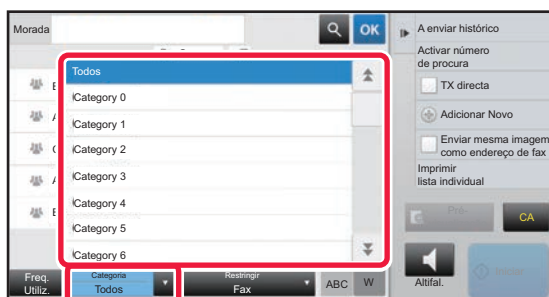 Morada
OK
A enviar histórico
Activar número
de procura
TX directa
Adicionar Novo
Enviar mesma imagem
como endereço de fax
Imprimir
lista individual
Todos
Category 0
Category 1
Category 2
Category 3
Category 4
Category 5
Category 6
CA
Freq.
Utiliz.
Categoria
Todos
Restringir
Fax
ABC
W
Altifal.